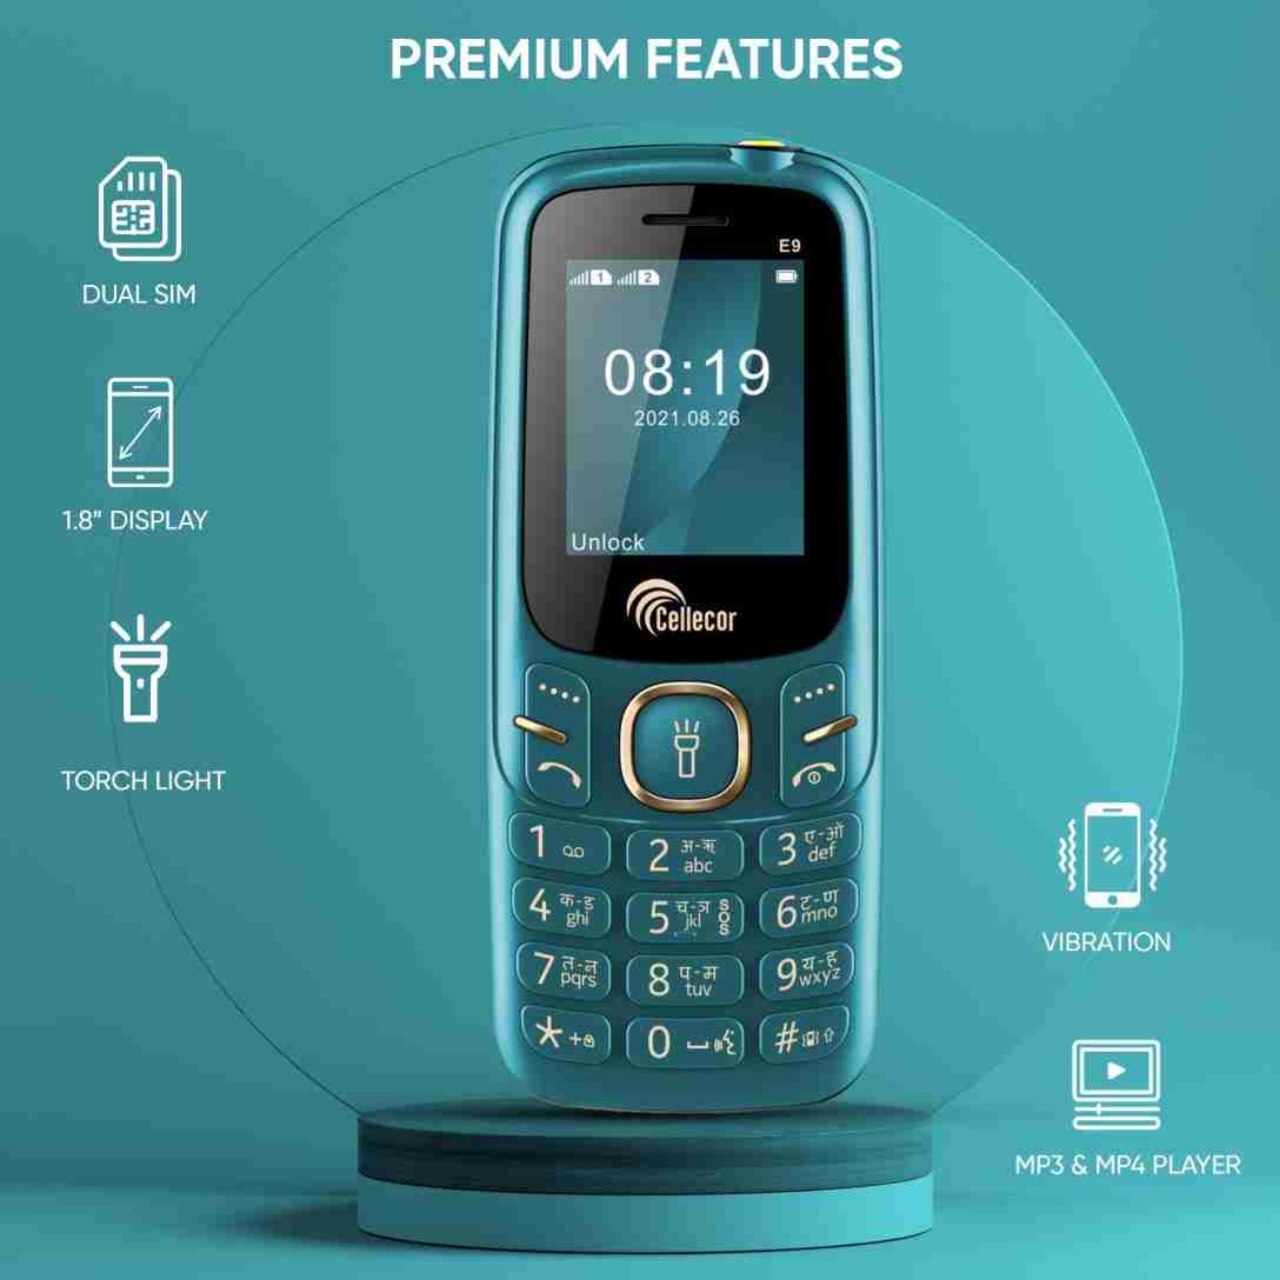 PREMIUM FEATURES
DUAL SIM
1.8" DISPLAY
TORCH LIGHT
E9
1 2
08:19
2021.08.26
Unlock
Cellecor
1
2 अ-ऋ abc
3 ए-ओ def
4 क-ङ ghi
5 च-ञ jkl SOS
6 ट-ण mno
7 त-न pqrs
8 प-म tuv
9 य-ह wxyz
* +
0
#
VIBRATION
MP3 & MP4 PLAYER